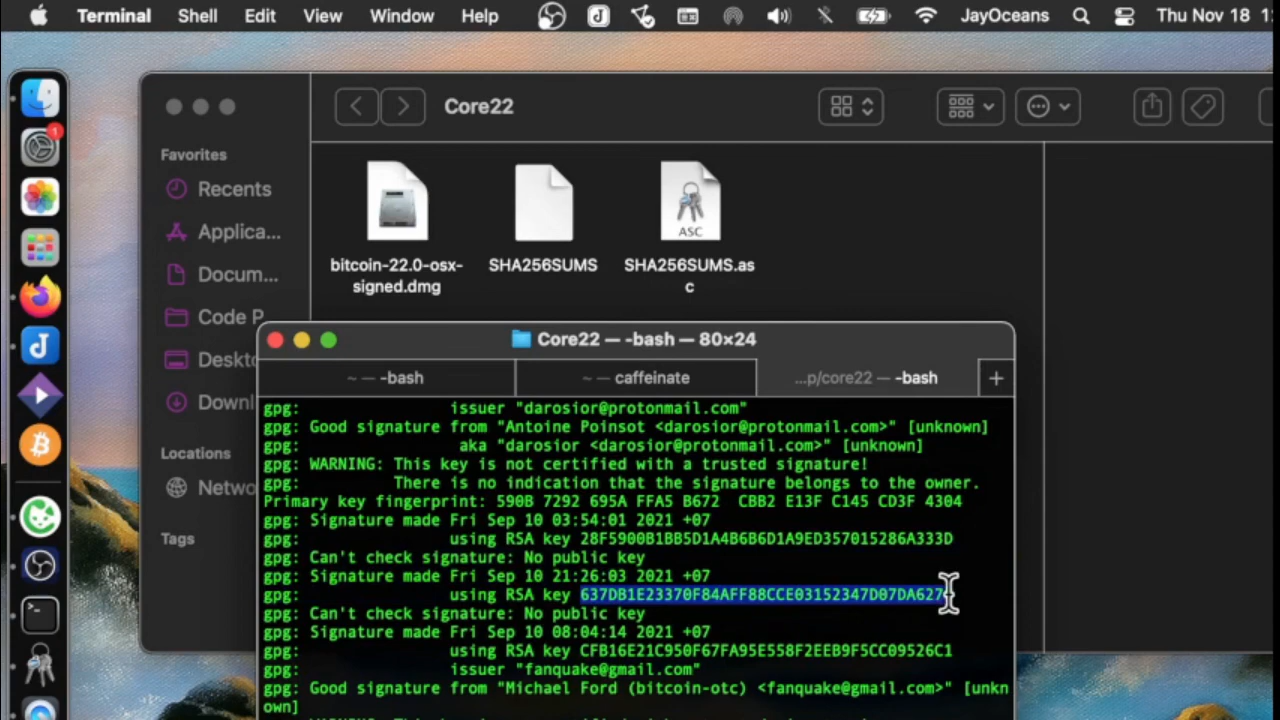 Terminal Shell Edit View Window Help JayOceans Thu Nov 18
Core22
1
Favorites
Recents
Applica...
Docum...
Code P
Deskto
Downl
Locations
Netwo
Tags
ASC
bitcoin-22.0-osx-
signed.dmg
SHA256SUMS
SHA256SUMS.as
c
Core22 — -bash — 80×24
~ — -bash
~ — caffeinate
...p/core22 — -bash
+
gpg: issuer "darosior@protonmail.com"
gpg: Good signature from "Antoine Poinsot <darosior@protonmail.com>" [unknown]
gpg: aka "darosior <darosior@protonmail.com>" [unknown]
gpg: WARNING: This key is not certified with a trusted signature!
gpg: There is no indication that the signature belongs to the owner.
Primary key fingerprint: 590B 7292 695A FFA5 B672 CBB2 E13F C145 CD3F 4304
gpg: Signature made Fri Sep 10 03:54:01 2021 +07
gpg: using RSA key 28F5900B1BB5D1A4B6B6D1A9ED357015286A333D
gpg: Can't check signature: No public key
gpg: Signature made Fri Sep 10 21:26:03 2021 +07
gpg: using RSA key 637DB1E23370F84AFF88CCE03152347D07DA627
gpg: Can't check signature: No public key
gpg: Signature made Fri Sep 10 08:04:14 2021 +07
gpg: using RSA key CFB16E21C950F67FA95E558F2EEB9F5CC09526C1
gpg: issuer "fanquake@gmail.com"
gpg: Good signature from "Michael Ford (bitcoin-otc) <fanquake@gmail.com>" [unkn
own]